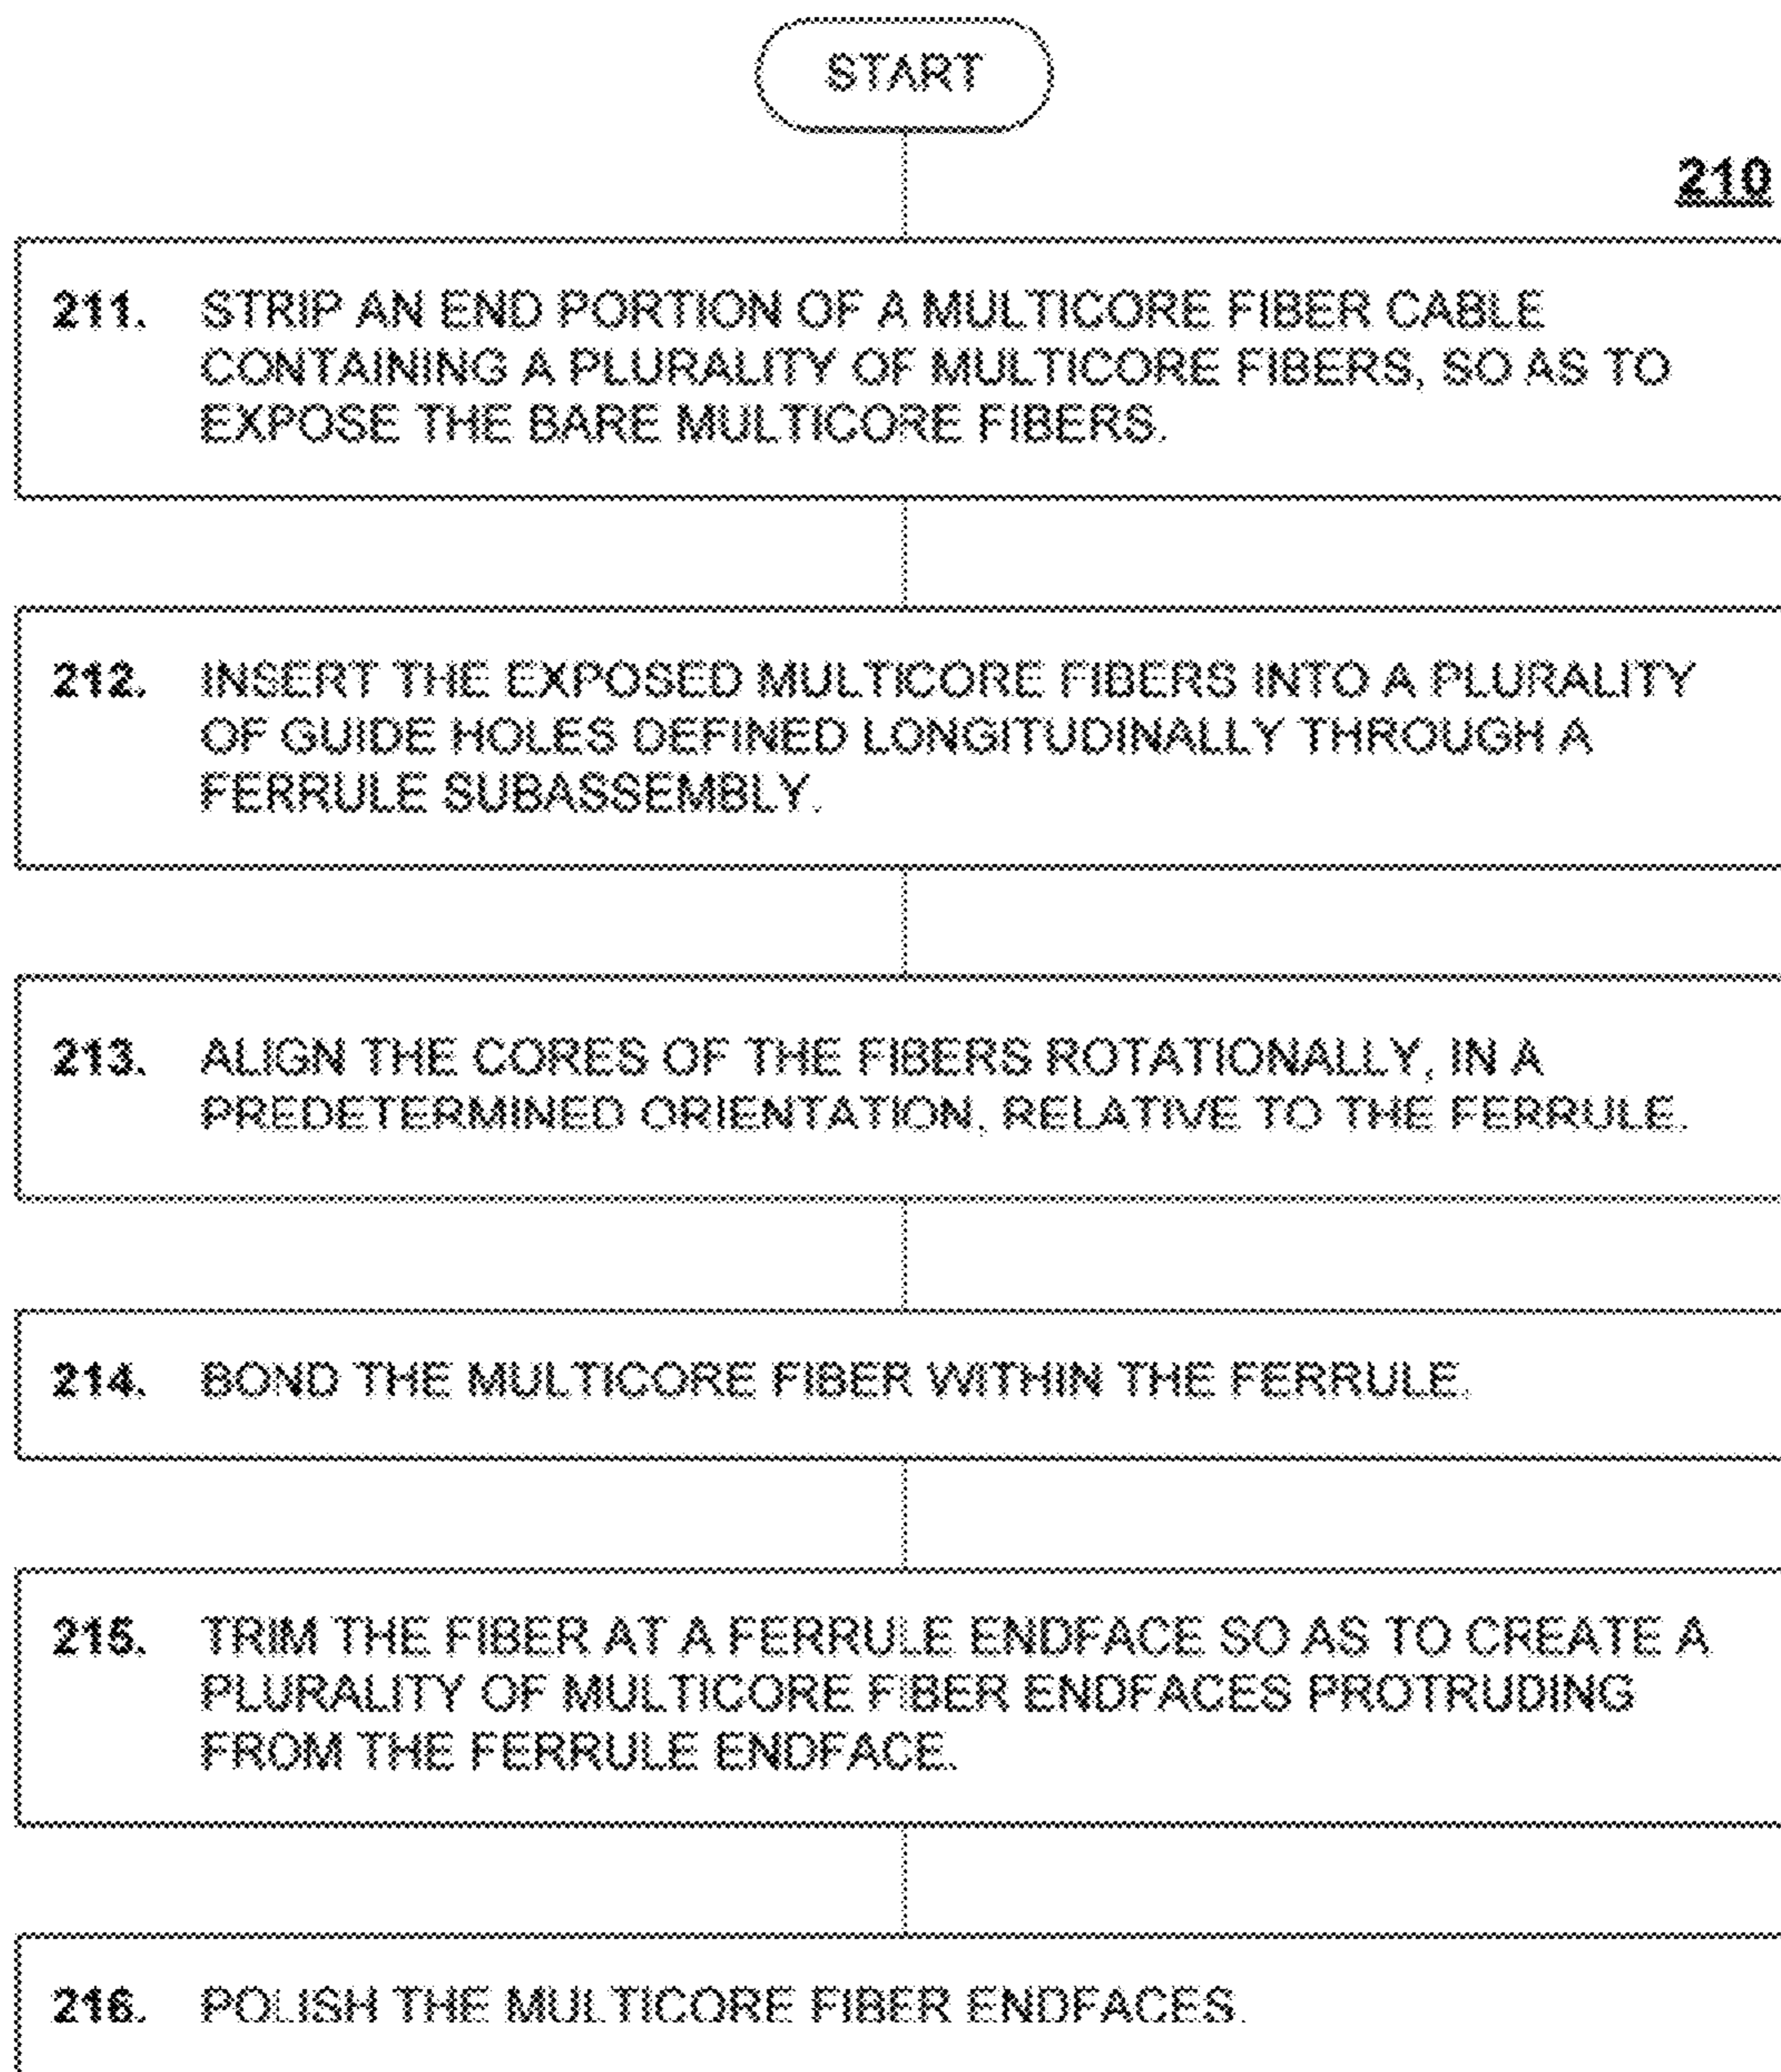 START
210
211. STRIP AN END PORTION OF A MULTICORE FIBER CABLE
CONTAINING A PLURALITY OF MULTICORE FIBERS, SO AS TO
EXPOSE THE BARE MULTICORE FIBERS.
212. INSERT THE EXPOSED MULTICORE FIBERS INTO A PLURALITY
OF GUIDE HOLES DEFINED LONGITUDINALLY THROUGH A
FERRULE SUBASSEMBLY.
213. ALIGN THE CORES OF THE FIBERS ROTATIONALLY, IN A
PREDETERMINED ORIENTATION, RELATIVE TO THE FERRULE.
214. BOND THE MULTICORE FIBER WITHIN THE FERRULE.
215. TRIM THE FIBER AT A FERRULE ENDFACE SO AS TO CREATE A
PLURALITY OF MULTICORE FIBER ENDFACES PROTRUDING
FROM THE FERRULE ENDFACE.
216. POLISH THE MULTICORE FIBER ENDFACES.